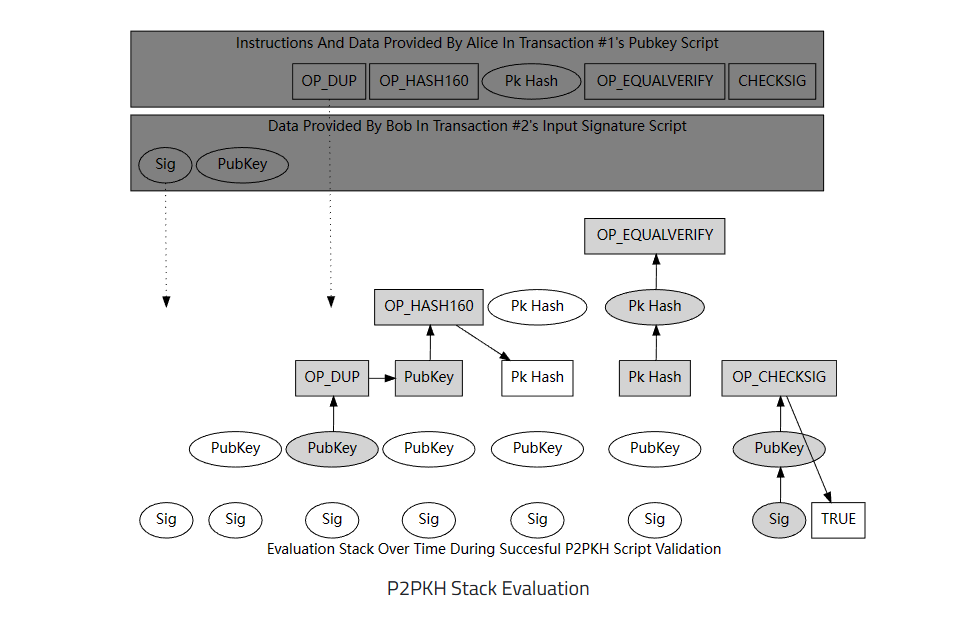 Instructions And Data Provided By Alice In Transaction #1's Pubkey Script
OP_DUP OP_HASH160 Pk Hash OP_EQUALVERIFY CHECKSIG
Data Provided By Bob In Transaction #2's Input Signature Script
Sig PubKey
OP_EQUALVERIFY
OP_HASH160 Pk Hash Pk Hash
OP_DUP PubKey Pk Hash Pk Hash OP_CHECKSIG
PubKey PubKey PubKey PubKey PubKey PubKey
Sig Sig Sig Sig Sig Sig Sig TRUE
Evaluation Stack Over Time During Succesful P2PKH Script Validation
P2PKH Stack Evaluation